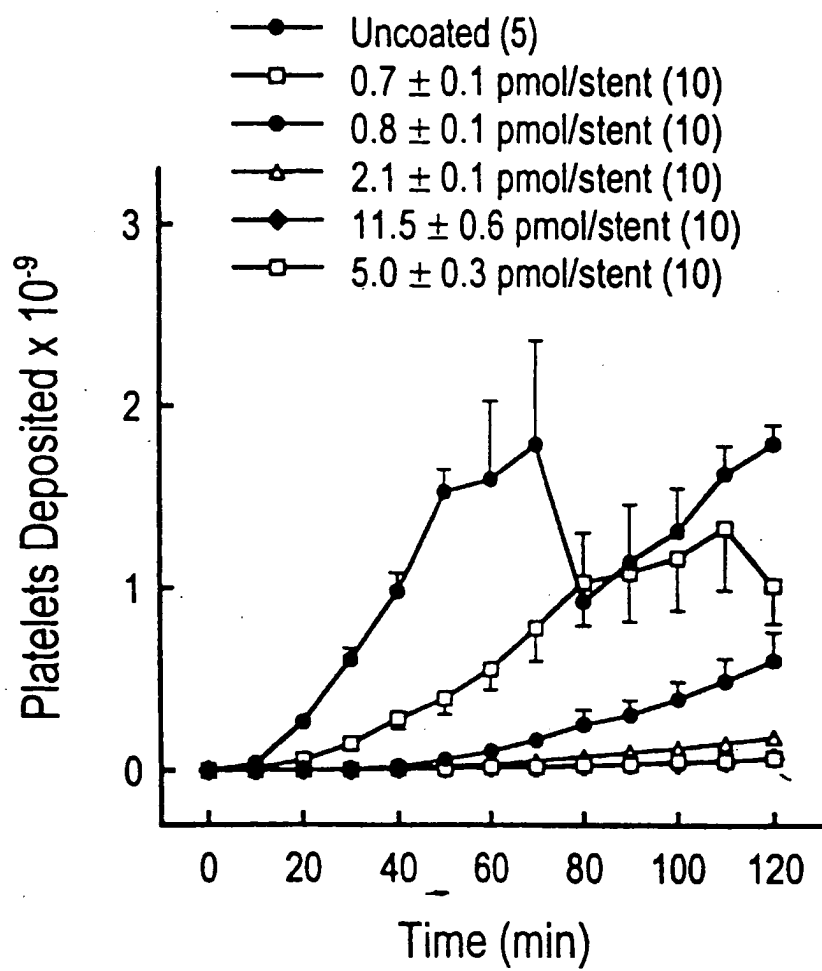 Uncoated (5)
0.7 ± 0.1 pmol/stent (10)
0.8 ± 0.1 pmol/stent (10)
2.1 ± 0.1 pmol/stent (10)
11.5 ± 0.6 pmol/stent (10)
5.0 ± 0.3 pmol/stent (10)
Platelets Deposited x 10⁻⁹
3
2
1
0
0 20 40 60 80 100 120
Time (min)